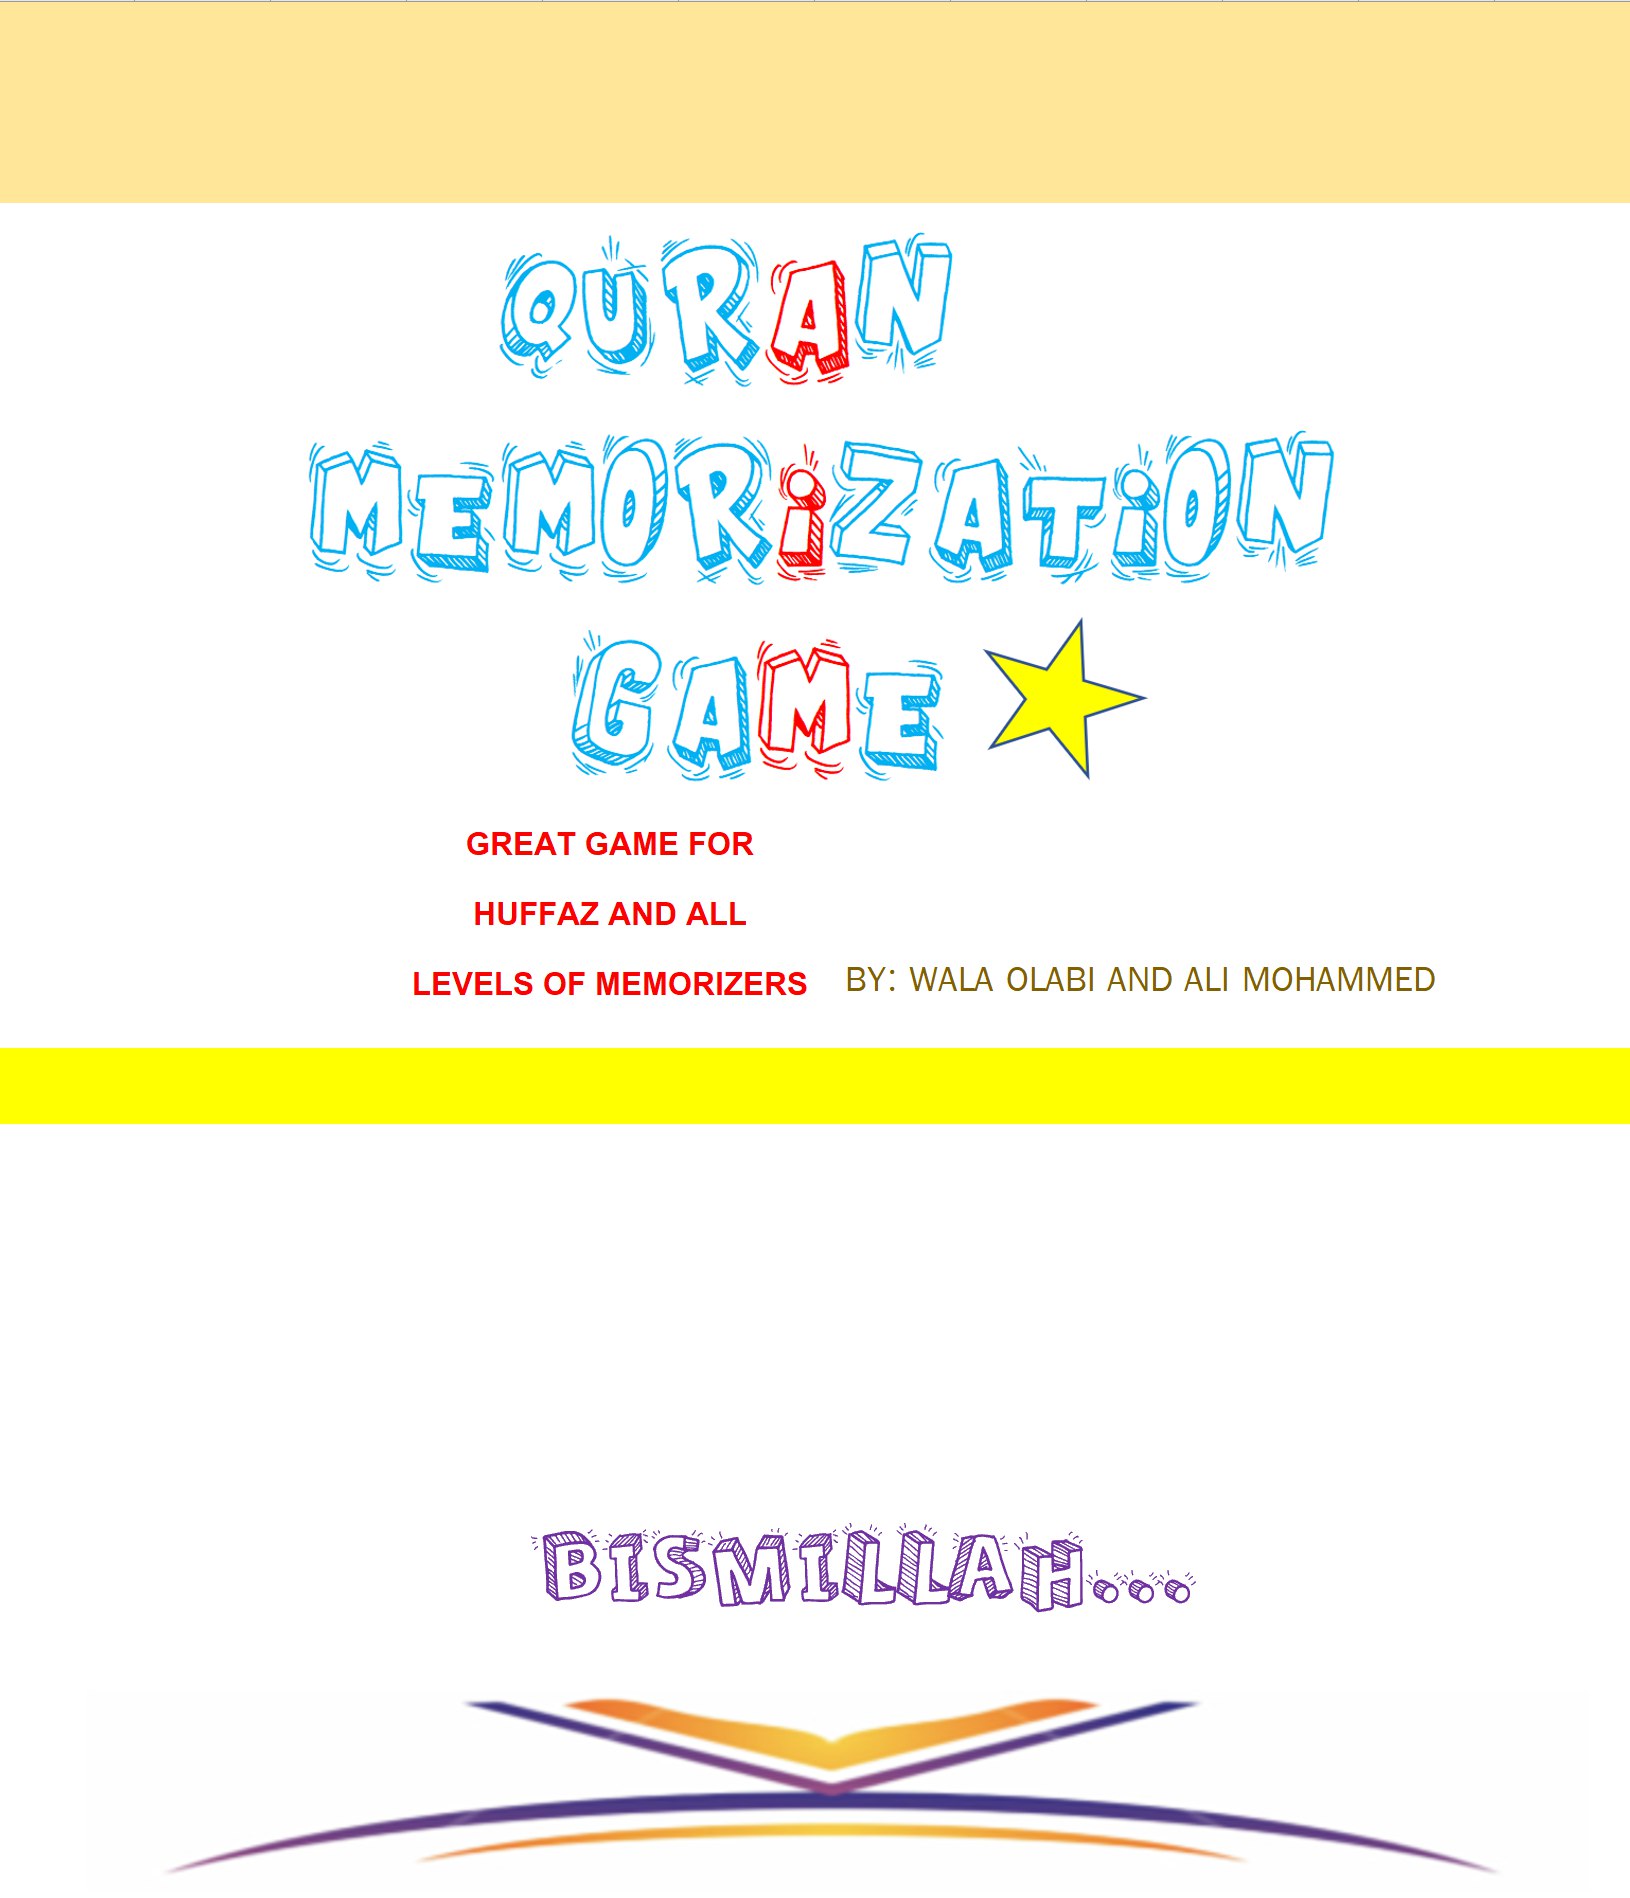 QURAN
MEMORiZATiON
GAME
GREAT GAME FOR
HUFFAZ AND ALL
LEVELS OF MEMORIZERS
BY: WALA OLABI AND ALI MOHAMMED
BISMILLAH...